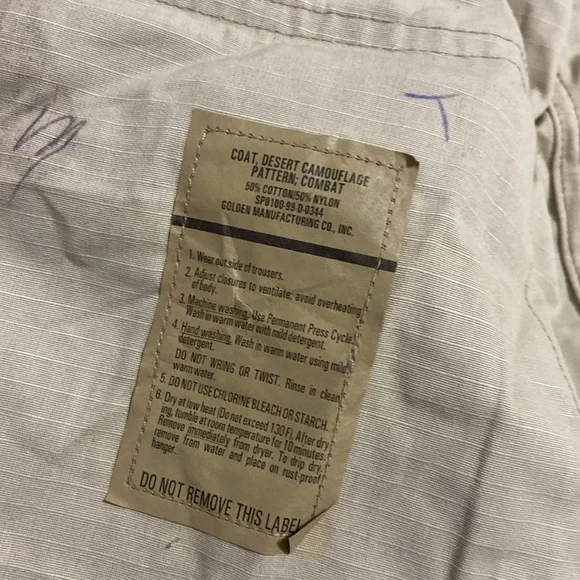 T
COAT, DESERT CAMOUFLAGE
PATTERN: COMBAT
50% COTTON/50% NYLON
SPO100-99-D-0344
GOLDEN MANUFACTURING CO., INC.
1. Wear out side of trousers.
2. Adjust closures to ventilate; avoid overheating
of body.
3. Machine washing. Use Permanent Press Cycle.
Wash in warm water with mild detergent.
4. Hand washing. Wash in warm water using mild
detergent.
DO NOT WRING OR TWIST. Rinse in clean
warm water.
5. DO NOT USE CHLORINE BLEACH OR STARCH.
6. Dry at low heat (Do not exceed 130 F). After dry
ing, tumble at room temperature for 10 minutes.
Remove immediately from dryer. To drip dry,
remove from water and place on rust-proof
hanger.
DO NOT REMOVE THIS LABEL